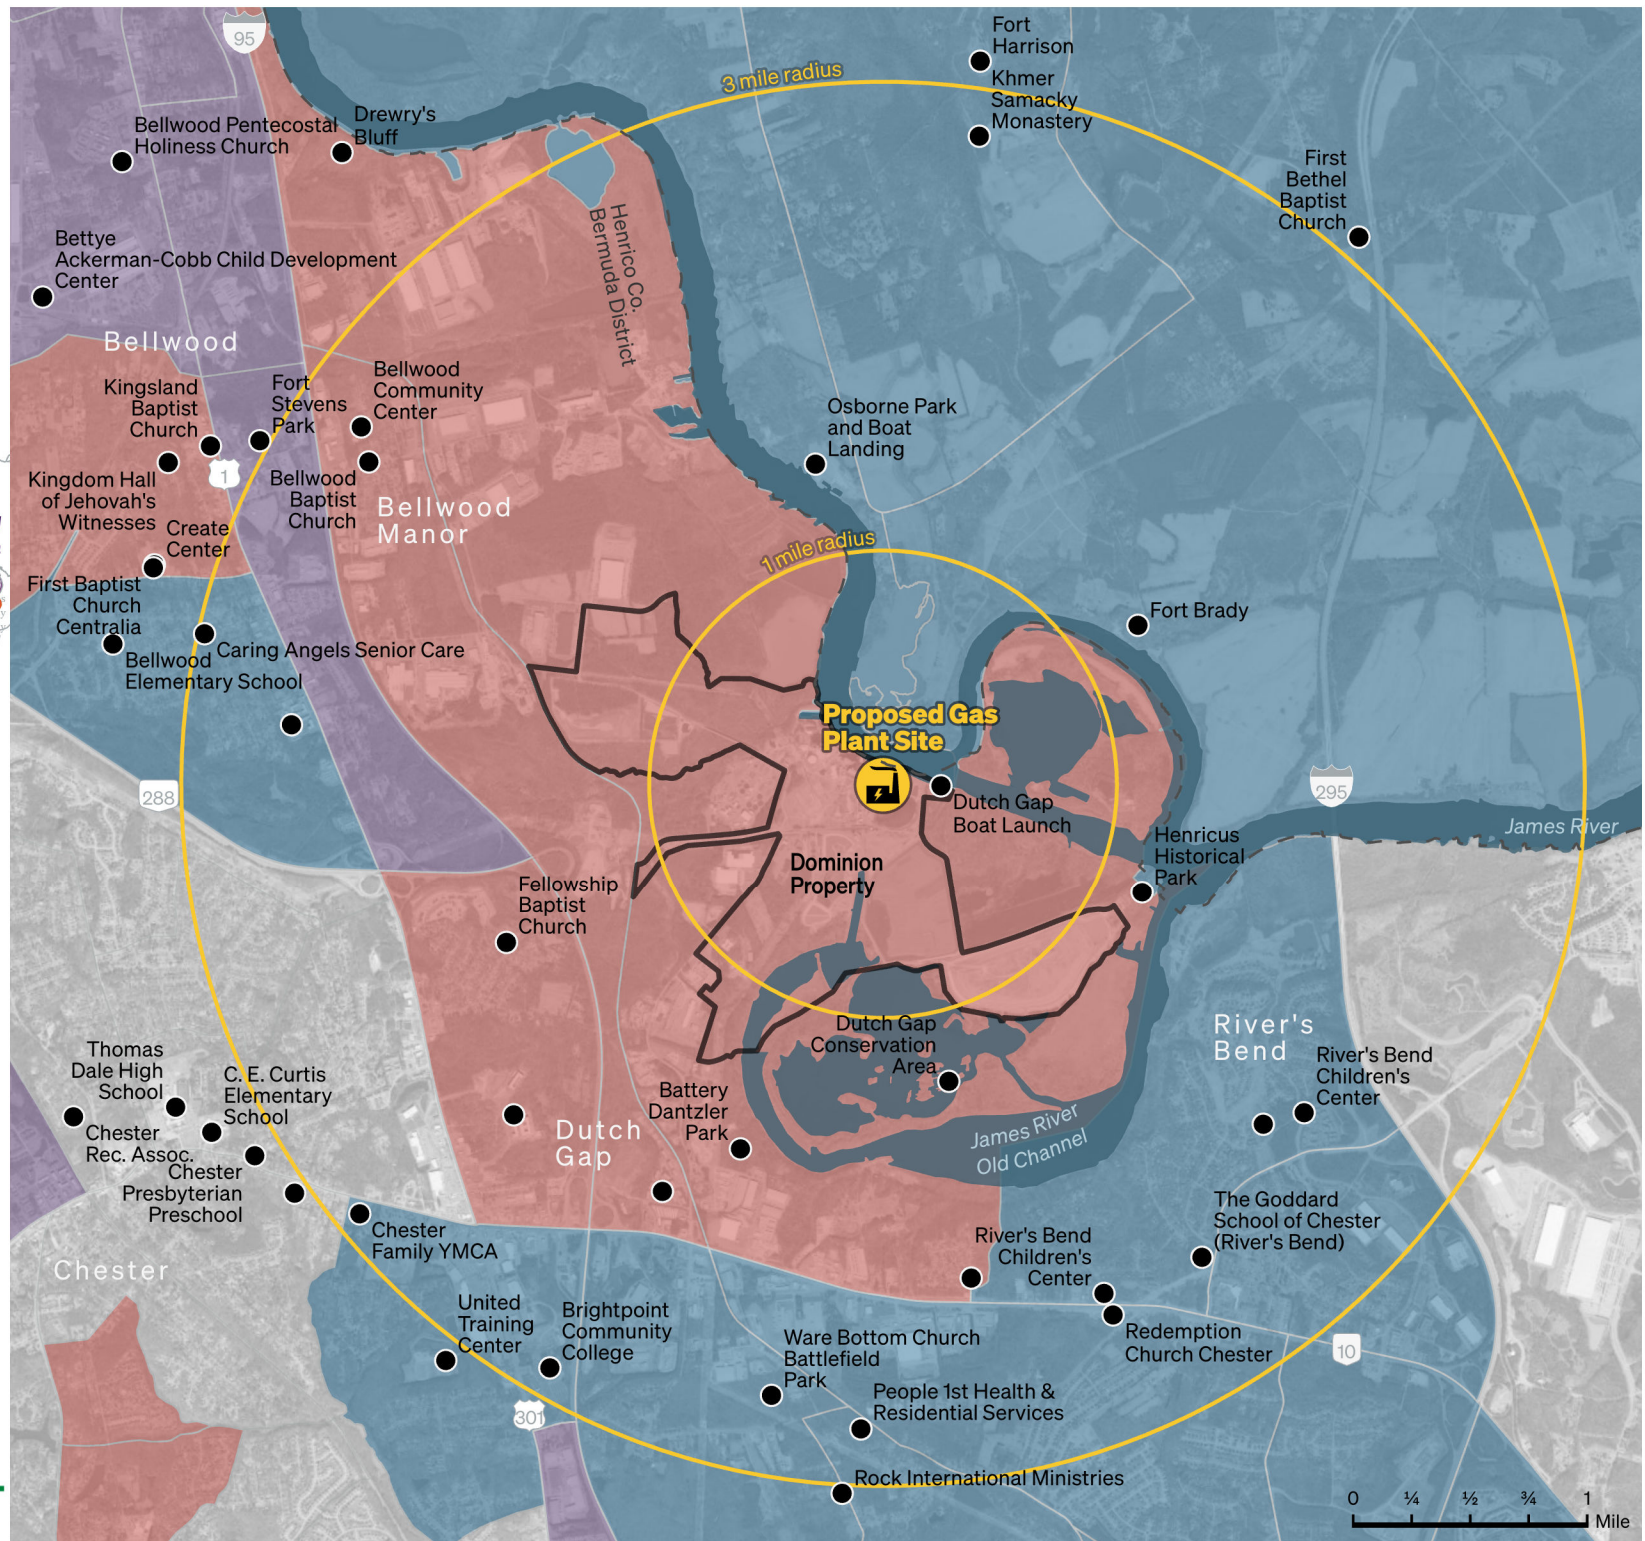 95
Fort
Harrison
3 mile radius
Khmer
Samacky
Monastery
Drewry's
Bluff
Bellwood Pentecostal
Holiness Church
First
Bethel
Baptist
Church
Henrico Co.
Bermuda District
Bettye
Ackerman-Cobb Child Development
Center
Bellwood
Kingsland
Baptist
Church
Fort
Stevens
Park
Bellwood
Community
Center
Osborne Park
and Boat
Landing
1
Kingdom Hall
of Jehovah's
Witnesses
Bellwood
Baptist
Church
Bellwood
Manor
Create
Center
1 mile radius
First Baptist
Church
Centralia
Fort Brady
Caring Angels Senior Care
Bellwood
Elementary School
Proposed Gas
Plant Site
288
295
Dutch Gap
Boat Launch
James River
Henricus
Historical
Park
Dominion
Property
Fellowship
Baptist
Church
River's
Bend
Dutch Gap
Conservation
Area
Thomas
Dale High
School
C. E. Curtis
Elementary
School
River's Bend
Children's
Center
Battery
Dantzler
Park
Chester
Rec. Assoc.
Dutch
Gap
James River
Old Channel
Chester
Presbyterian
Preschool
The Goddard
School of Chester
(River's Bend)
Chester
Family YMCA
River's Bend
Children's
Center
Chester
United
Training
Center
Brightpoint
Community
College
Redemption
Church Chester
Ware Bottom Church
Battlefield
Park
10
People 1st Health &
Residential Services
301
Rock International Ministries
0 ¼ ½ ¾ 1
Mile